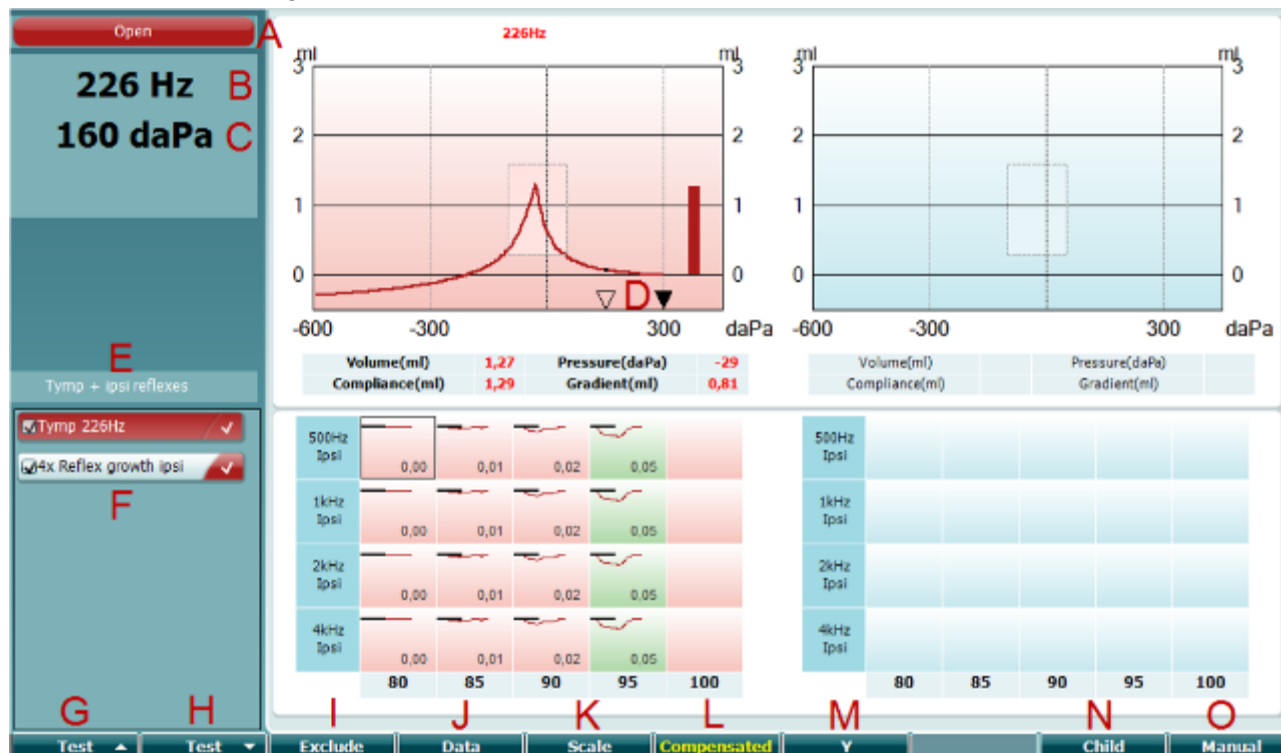 Open
A
226 Hz B
160 daPa C
E
Tymp + ipsi reflexes
Tymp 226Hz
4x Reflex growth ipsi
F
G H
226Hz
ml ml
3 3
2 2
1 1
0 0
D
-600 -300 300 daPa
Volume(ml) 1,27 Pressure(daPa) -29
Compliance(ml) 1,29 Gradient(ml) 0,81
ml ml
3 3
2 2
1 1
0 0
-600 -300 300 daPa
Volume(ml) Pressure(daPa)
Compliance(ml) Gradient(ml)
500Hz
Ipsi
0,00 0,01 0,02 0,05
1kHz
Ipsi
0,00 0,01 0,02 0,05
2kHz
Ipsi
0,00 0,01 0,02 0,05
4kHz
Ipsi
0,00 0,01 0,02 0,05
80 85 90 95 100
500Hz
Ipsi
1kHz
Ipsi
2kHz
Ipsi
4kHz
Ipsi
80 85 90 95 100
I J K L M N O
Test Test Exclude Data Scale Compensated Y Child Manual